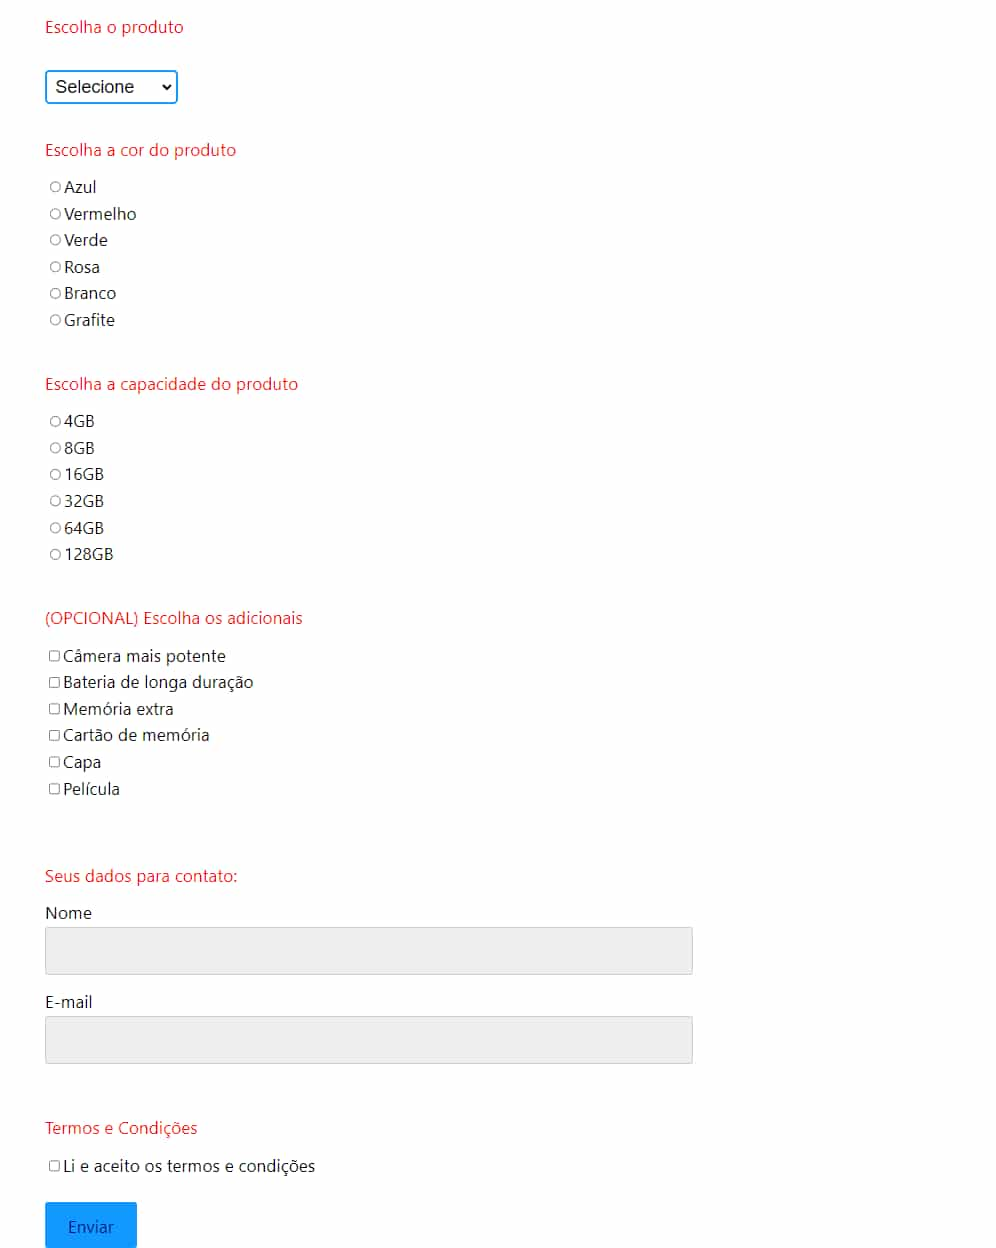 Escolha o produto
Selecione
Escolha a cor do produto
Azul
Vermelho
Verde
Rosa
Branco
Grafite
Escolha a capacidade do produto
4GB
8GB
16GB
32GB
64GB
128GB
(OPCIONAL) Escolha os adicionais
Câmera mais potente
Bateria de longa duração
Memória extra
Cartão de memória
Capa
Película
Seus dados para contato:
Nome
E-mail
Termos e Condições
Li e aceito os termos e condições
Enviar